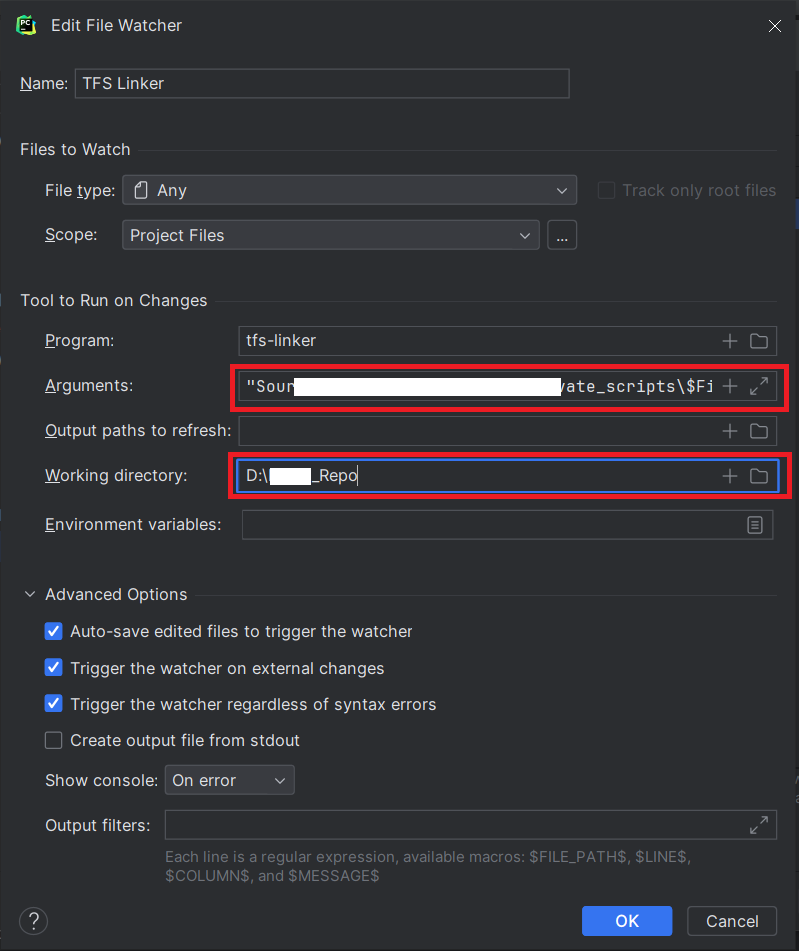 PC
Edit File Watcher
Name: TFS Linker
Files to Watch
File type: Any Track only root files
Scope: Project Files ...
Tool to Run on Changes
Program: tfs-linker
Arguments: "Sour ate_scripts\$Fi
Output paths to refresh:
Working directory: D:\ _Repo
Environment variables:
Advanced Options
Auto-save edited files to trigger the watcher
Trigger the watcher on external changes
Trigger the watcher regardless of syntax errors
Create output file from stdout
Show console: On error
Output filters:
Each line is a regular expression, available macros: $FILE_PATH$, $LINE$,
$COLUMN$, and $MESSAGE$
? OK Cancel